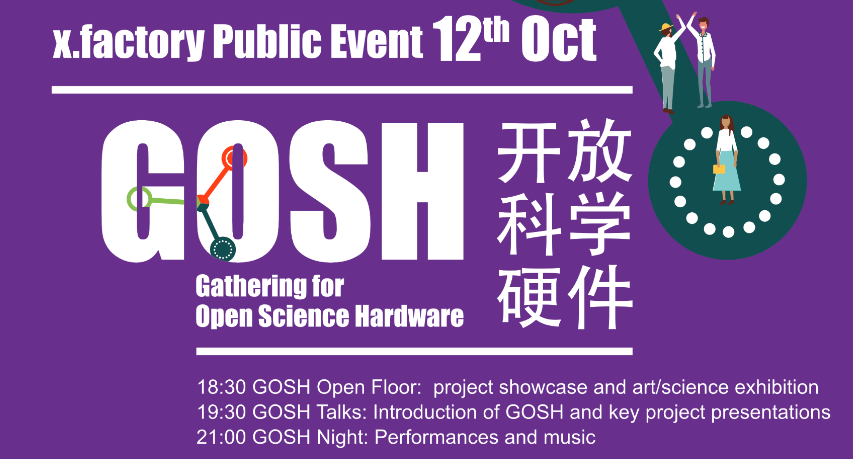 x.factory Public Event 12th Oct
GOSH
开放
科学
硬件
Gathering for
Open Science Hardware
18:30 GOSH Open Floor: project showcase and art/science exhibition
19:30 GOSH Talks: Introduction of GOSH and key project presentations
21:00 GOSH Night: Performances and music